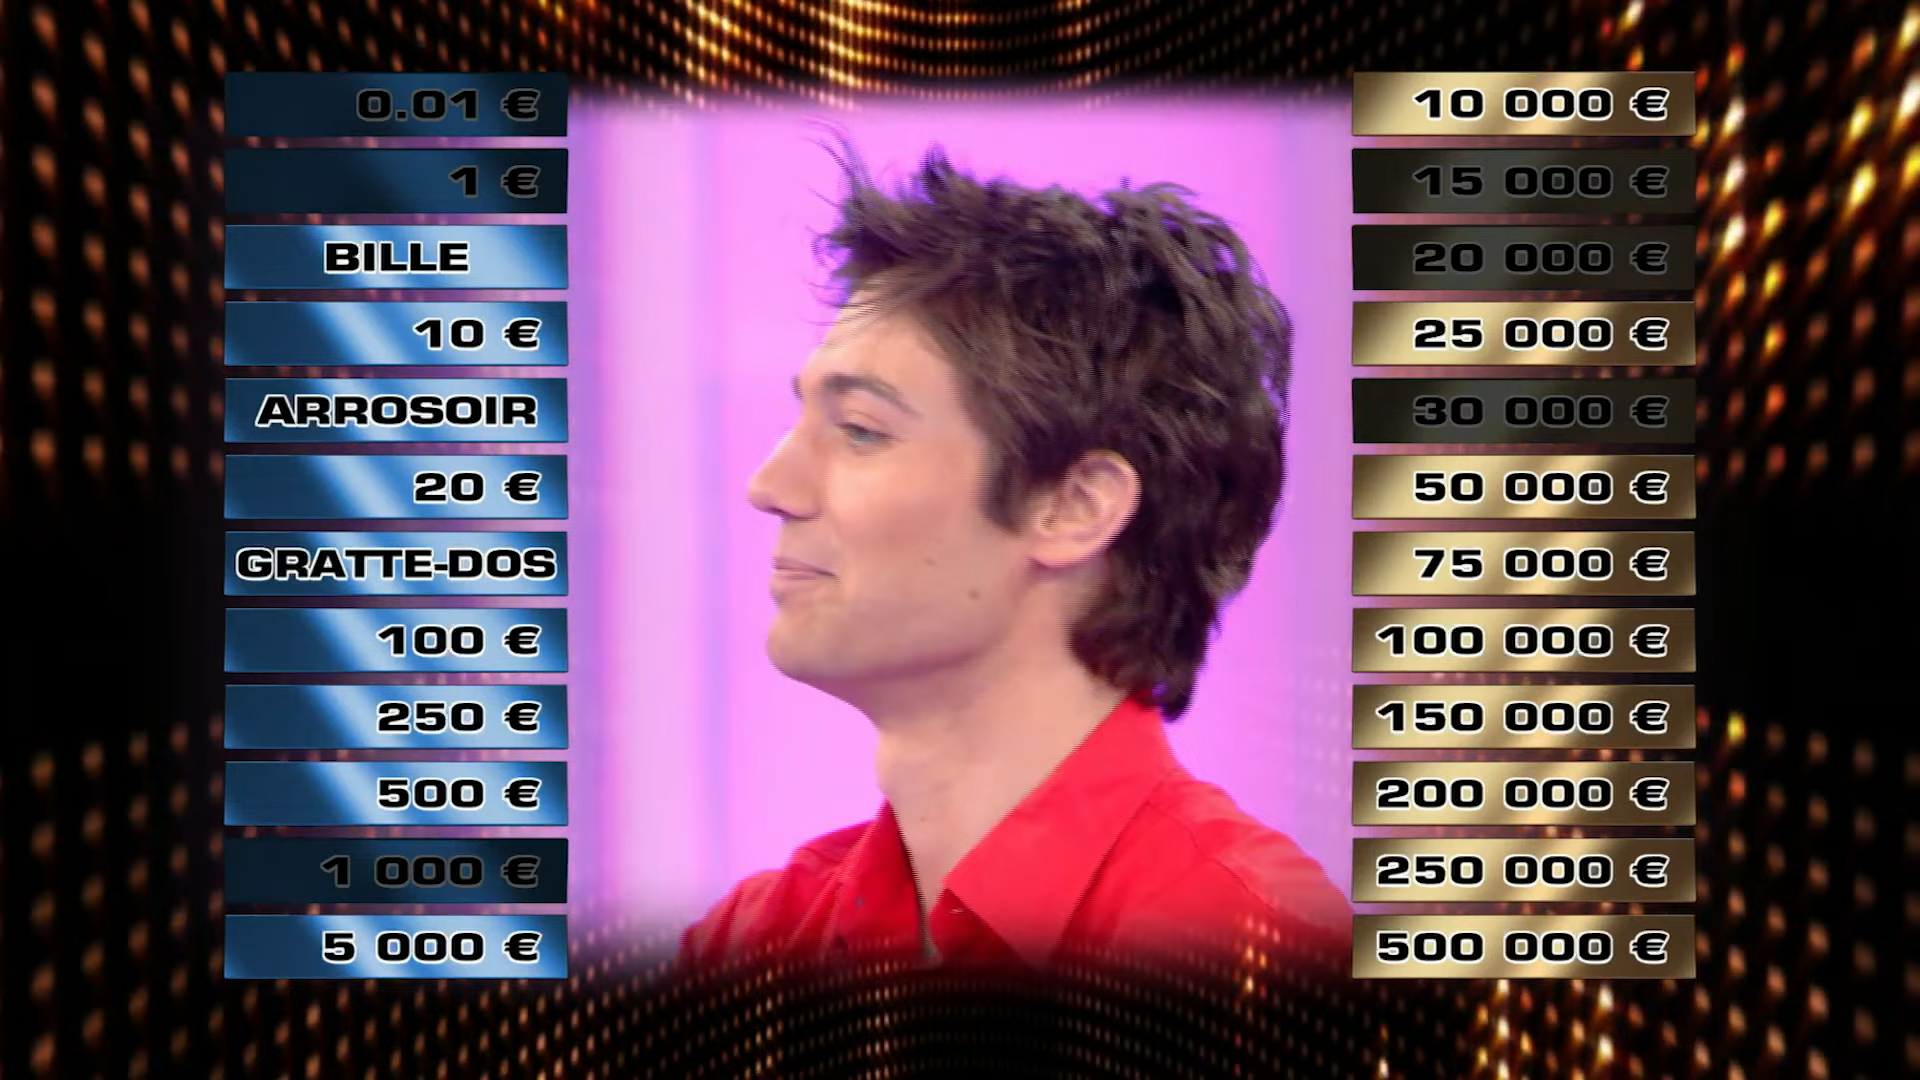 0.01 €
1 €
BILLE
10 €
ARROSOIR
20 €
GRATTE-DOS
100 €
250 €
500 €
1 000 €
5 000 €
10 000 €
15 000 €
20 000 €
25 000 €
30 000 €
50 000 €
75 000 €
100 000 €
150 000 €
200 000 €
250 000 €
500 000 €